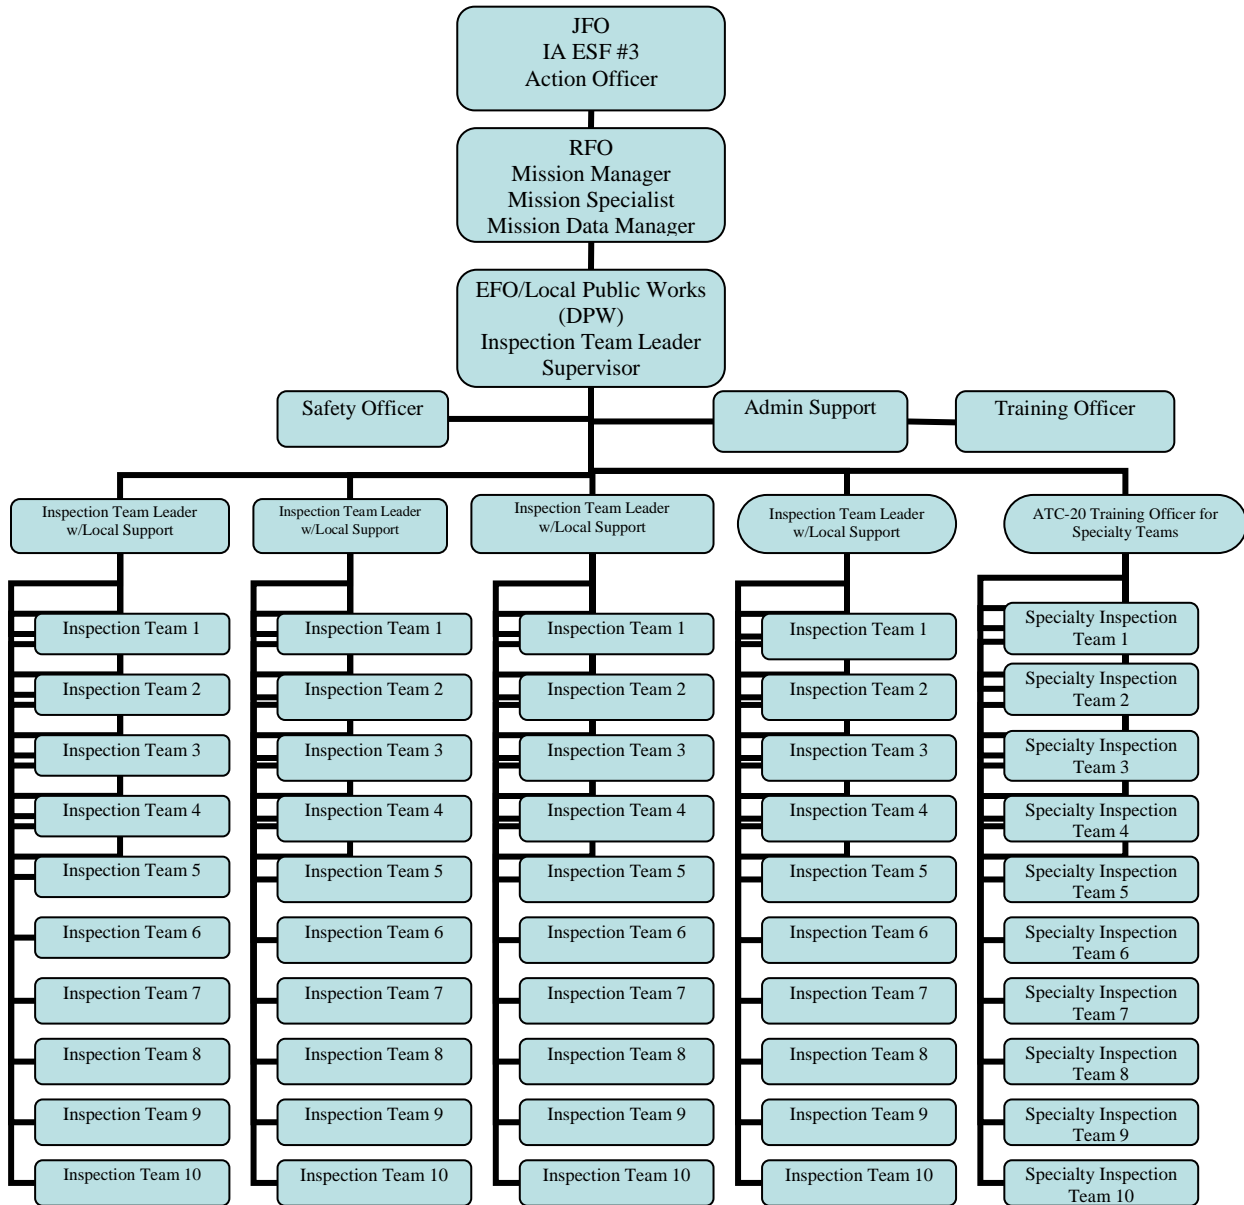 JFO
IA ESF #3
Action Officer
RFO
Mission Manager
Mission Specialist
Mission Data Manager
EFO/Local Public Works
(DPW)
Inspection Team Leader
Supervisor
Safety Officer
Admin Support
Training Officer
Inspection Team Leader
w/Local Support
Inspection Team Leader
w/Local Support
Inspection Team Leader
w/Local Support
Inspection Team Leader
w/Local Support
ATC-20 Training Officer for
Specialty Teams
Inspection Team 1
Inspection Team 2
Inspection Team 3
Inspection Team 4
Inspection Team 5
Inspection Team 6
Inspection Team 7
Inspection Team 8
Inspection Team 9
Inspection Team 10
Inspection Team 1
Inspection Team 2
Inspection Team 3
Inspection Team 4
Inspection Team 5
Inspection Team 6
Inspection Team 7
Inspection Team 8
Inspection Team 9
Inspection Team 10
Inspection Team 1
Inspection Team 2
Inspection Team 3
Inspection Team 4
Inspection Team 5
Inspection Team 6
Inspection Team 7
Inspection Team 8
Inspection Team 9
Inspection Team 10
Inspection Team 1
Inspection Team 2
Inspection Team 3
Inspection Team 4
Inspection Team 5
Inspection Team 6
Inspection Team 7
Inspection Team 8
Inspection Team 9
Inspection Team 10
Specialty Inspection
Team 1
Specialty Inspection
Team 2
Specialty Inspection
Team 3
Specialty Inspection
Team 4
Specialty Inspection
Team 5
Specialty Inspection
Team 6
Specialty Inspection
Team 7
Specialty Inspection
Team 8
Specialty Inspection
Team 9
Specialty Inspection
Team 10